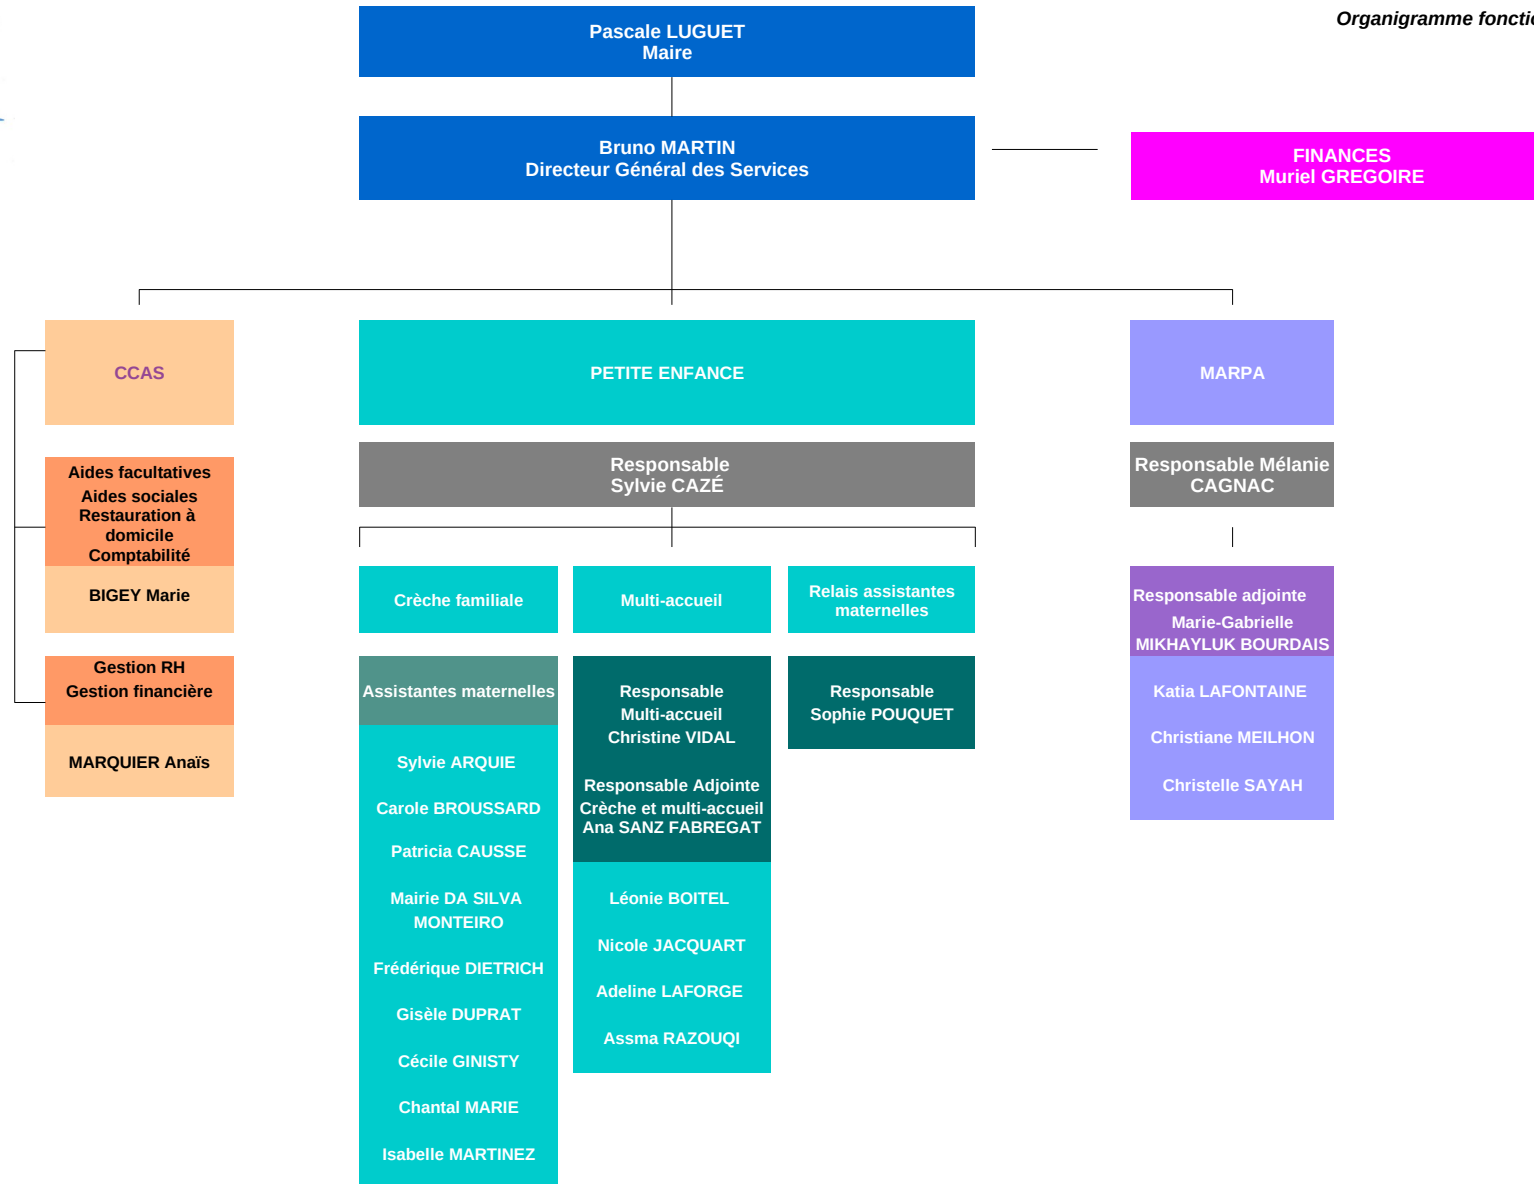 Organigramme fonctio
Pascale LUGUET
Maire
Bruno MARTIN
Directeur Général des Services
FINANCES
Muriel GREGOIRE
CCAS
PETITE ENFANCE
MARPA
Aides facultatives
Aides sociales
Restauration à
domicile
Comptabilité
BIGEY Marie
Gestion RH
Gestion financière
MARQUIER Anaïs
Responsable
Sylvie CAZÉ
Crèche familiale
Assistantes maternelles
Sylvie ARQUIE
Carole BROUSSARD
Patricia CAUSSE
Mairie DA SILVA
MONTEIRO
Frédérique DIETRICH
Gisèle DUPRAT
Cécile GINISTY
Chantal MARIE
Isabelle MARTINEZ
Multi-accueil
Responsable
Multi-accueil
Christine VIDAL
Responsable Adjointe
Crèche et multi-accueil
Ana SANZ FABREGAT
Léonie BOITEL
Nicole JACQUART
Adeline LAFORGE
Assma RAZOUQI
Relais assistantes
maternelles
Responsable
Sophie POUQUET
Responsable Mélanie
CAGNAC
Responsable adjointe
Marie-Gabrielle
MIKHAYLUK BOURDAIS
Katia LAFONTAINE
Christiane MEILHON
Christelle SAYAH